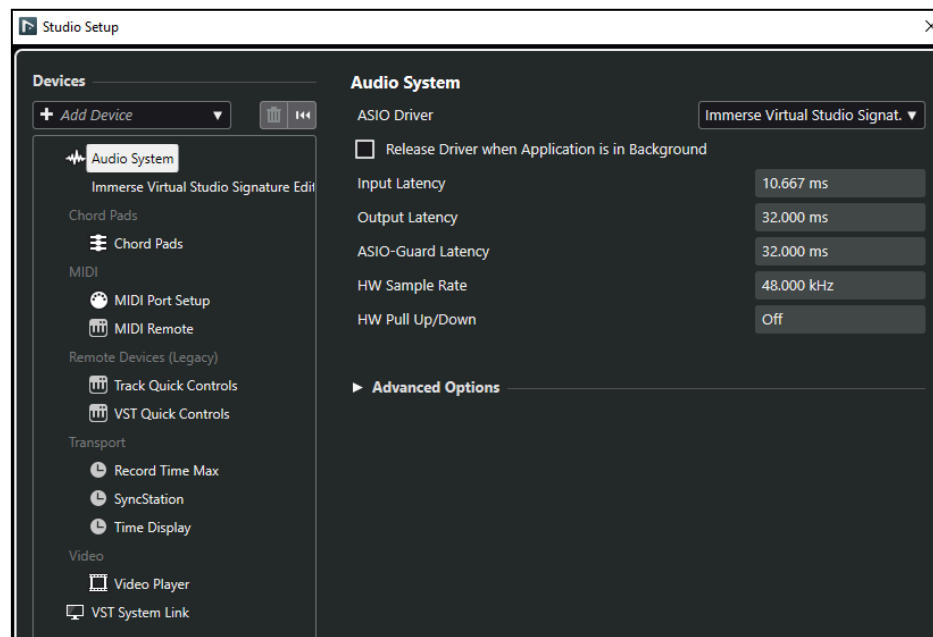 Studio Setup
Devices
Add Device
Audio System
Immerse Virtual Studio Signature Edit
Chord Pads
Chord Pads
MIDI
MIDI Port Setup
MIDI Remote
Remote Devices (Legacy)
Track Quick Controls
VST Quick Controls
Transport
Record Time Max
SyncStation
Time Display
Video
Video Player
VST System Link
Audio System
ASIO Driver Immerse Virtual Studio Signat.
Release Driver when Application is in Background
Input Latency 10.667 ms
Output Latency 32.000 ms
ASIO-Guard Latency 32.000 ms
HW Sample Rate 48.000 kHz
HW Pull Up/Down Off
Advanced Options